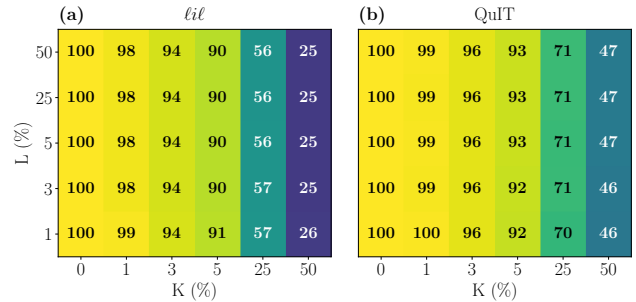 (a) ℓiℓ (b) QuIT
50 100 98 94 90 56 25 100 99 96 93 71 47
25 100 98 94 90 56 25 100 99 96 93 71 47
5 100 98 94 90 56 25 100 99 96 93 71 47
3 100 98 94 90 57 25 100 99 96 92 71 46
1 100 99 94 91 57 26 100 100 96 92 70 46
L (%)
0 1 3 5 25 50 0 1 3 5 25 50
K (%) K (%)